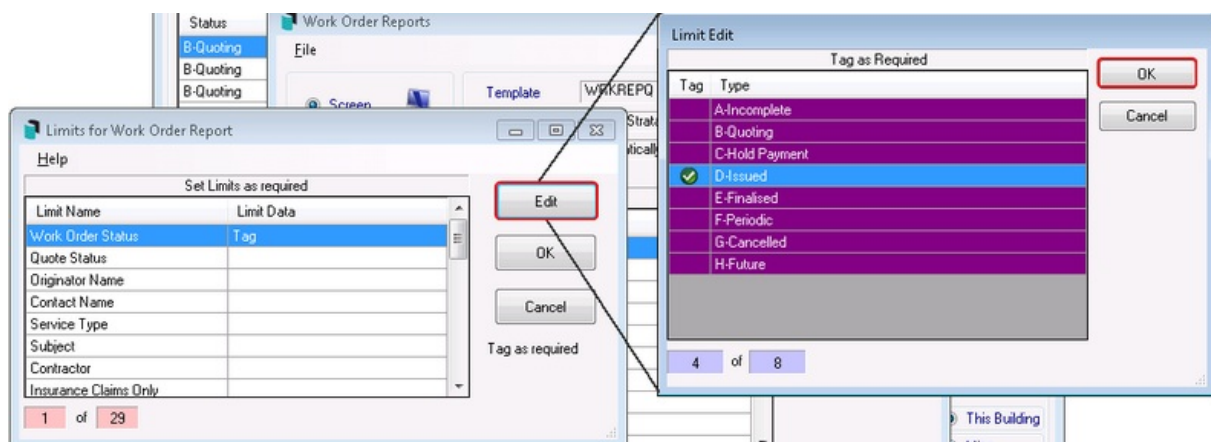 Status
B-Quoting
B-Quoting
B-Quoting
Work Order Reports
File
Screen
Template WRKREPQ
Limits for Work Order Report
Help
Set Limits as required
Limit Name Limit Data
Work Order Status Tag
Quote Status
Originator Name
Contact Name
Service Type
Subject
Contractor
Insurance Claims Only
1 of 29
Edit
OK
Cancel
Tag as required
Limit Edit
Tag as Required
Tag Type
A-Incomplete
B-Quoting
C-Hold Payment
D-Issued
E-Finalised
F-Periodic
G-Cancelled
H-Future
4 of 8
OK
Cancel
This Building